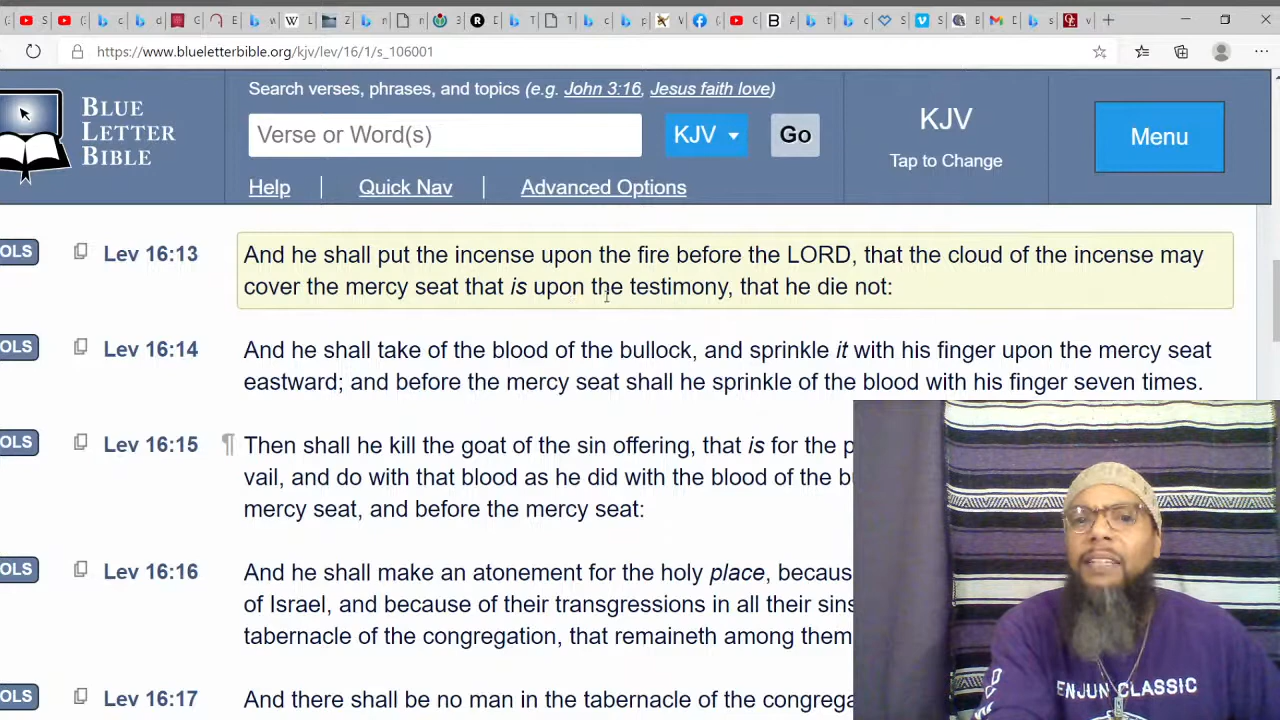 https://www.blueletterbible.org/kjv/lev/16/1/s_106001
BLUE
LETTER
BIBLE
Search verses, phrases, and topics (e.g. John 3:16, Jesus faith love)
Verse or Word(s)
KJV
Go
Help | Quick Nav | Advanced Options
KJV
Tap to Change
Menu
OLS Lev 16:13 And he shall put the incense upon the fire before the LORD, that the cloud of the incense may
cover the mercy seat that is upon the testimony, that he die not:
OLS Lev 16:14 And he shall take of the blood of the bullock, and sprinkle it with his finger upon the mercy seat
eastward; and before the mercy seat shall he sprinkle of the blood with his finger seven times.
OLS Lev 16:15 ¶ Then shall he kill the goat of the sin offering, that is for the p
vail, and do with that blood as he did with the blood of the b
mercy seat, and before the mercy seat:
OLS Lev 16:16 And he shall make an atonement for the holy place, becaus
of Israel, and because of their transgressions in all their sins
tabernacle of the congregation, that remaineth among them
OLS Lev 16:17 And there shall be no man in the tabernacle of the congrega
ENJUN CLASSIC